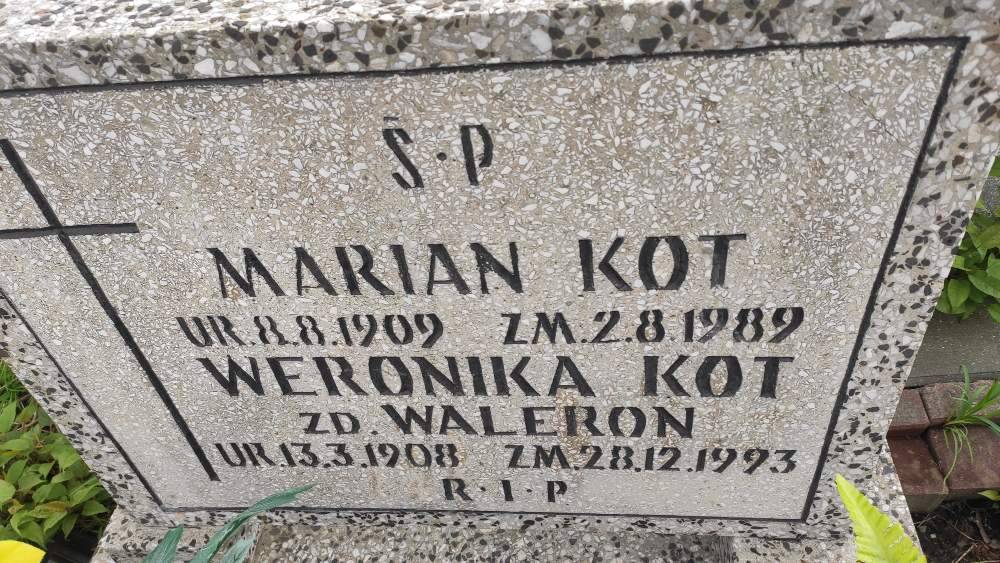 Ś·P
MARIAN KOT
UR.8.8.1909 ZM.2.8.1989
WERONIKA KOT
ZD.WALERON
UR.13.3.1908 ZM.28.12.1993
R·I·P